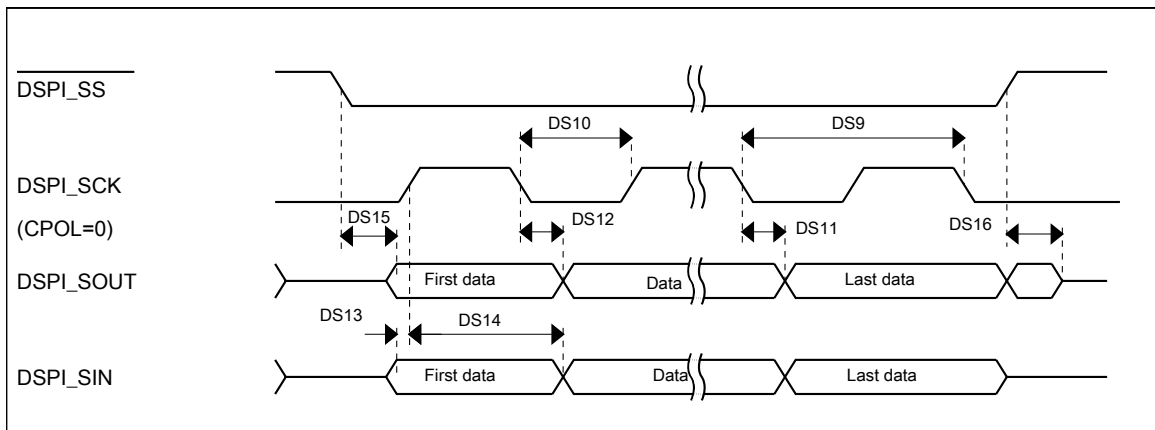 DSPI_SS
DS10
DS9
DSPI_SCK
(CPOL=0)
DS15
DS12
DS11
DS16
DSPI_SOUT
First data
Data
Last data
DS13
DS14
DSPI_SIN
First data
Data
Last data